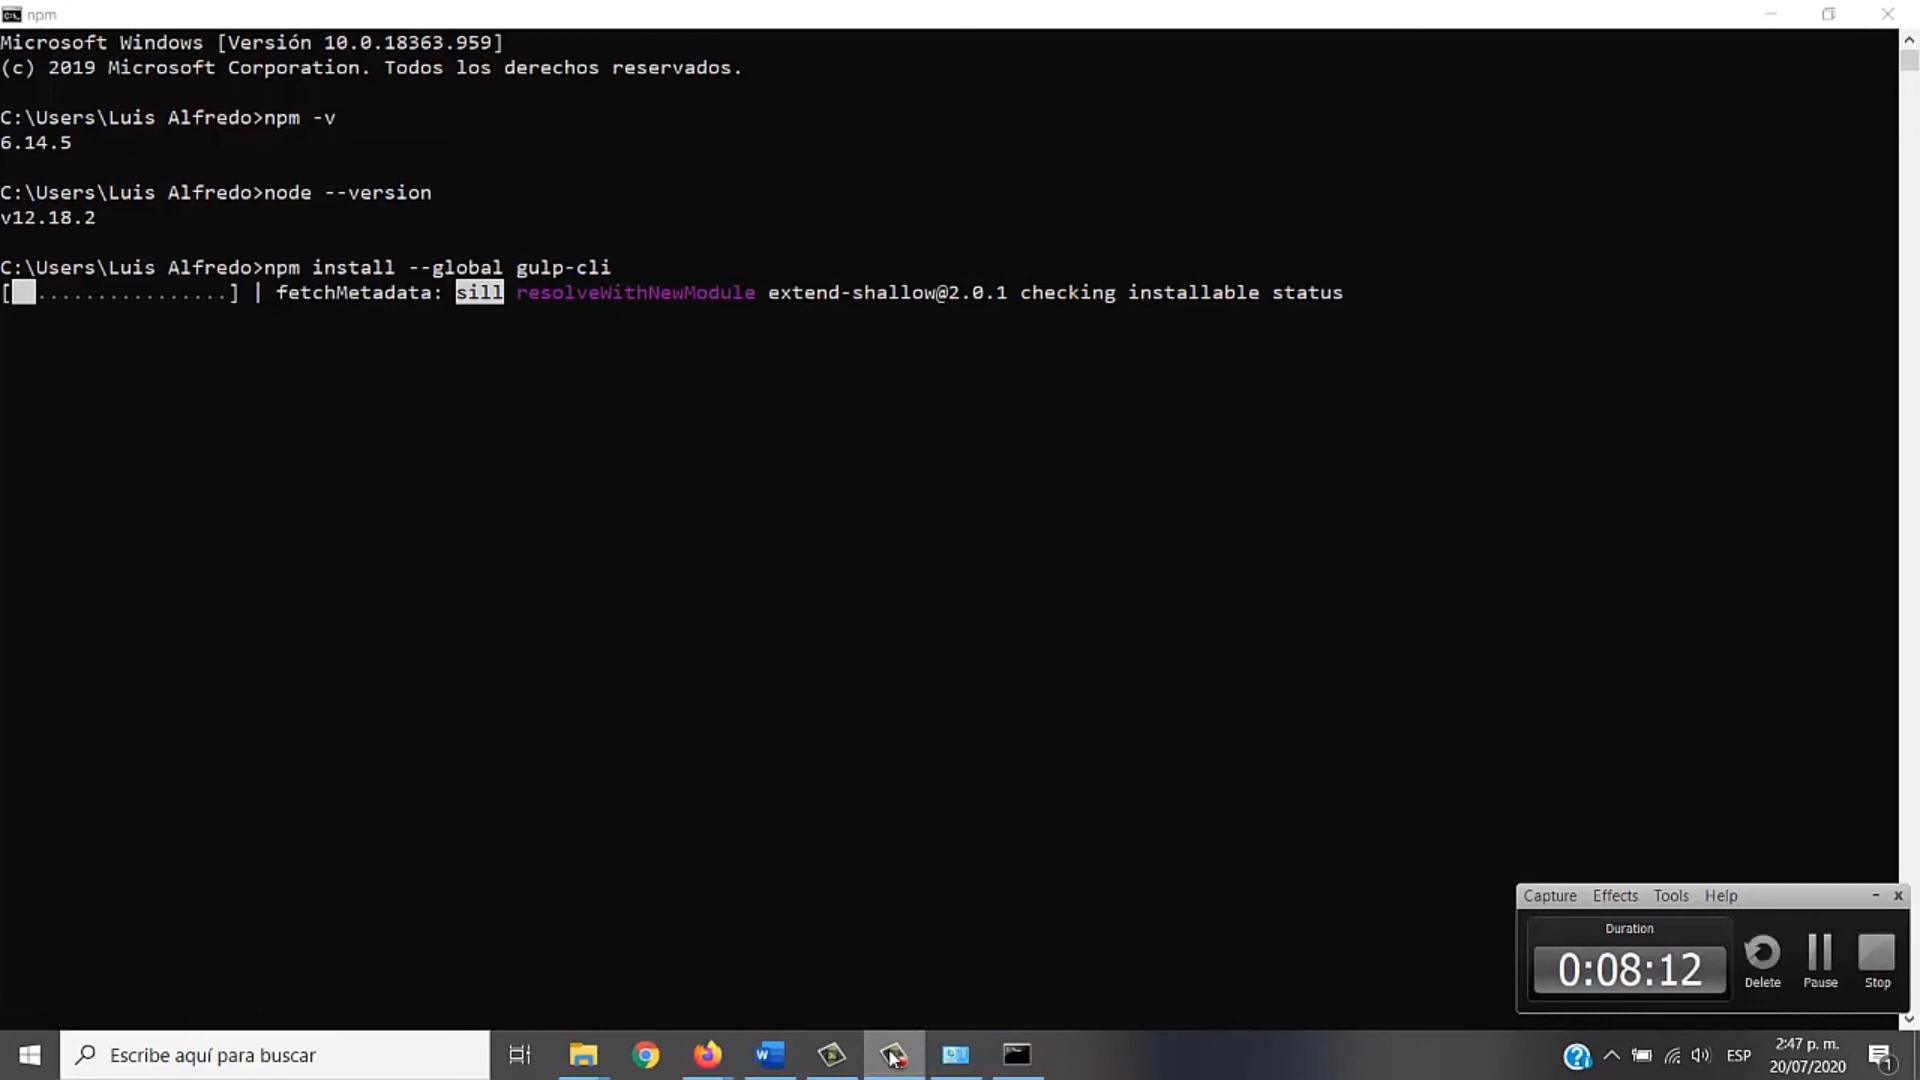 npm
Microsoft Windows [Versión 10.0.18363.959]
(c) 2019 Microsoft Corporation. Todos los derechos reservados.
C:\Users\Luis Alfredo>npm -v
6.14.5
C:\Users\Luis Alfredo>node --version
v12.18.2
C:\Users\Luis Alfredo>npm install --global gulp-cli
[  ................] | fetchMetadata: sill resolveWithNewModule extend-shallow@2.0.1 checking installable status
Capture Effects Tools Help
Duration
0:08:12
Delete Pause Stop
Escribe aquí para buscar
ESP
2:47 p. m.
20/07/2020
1